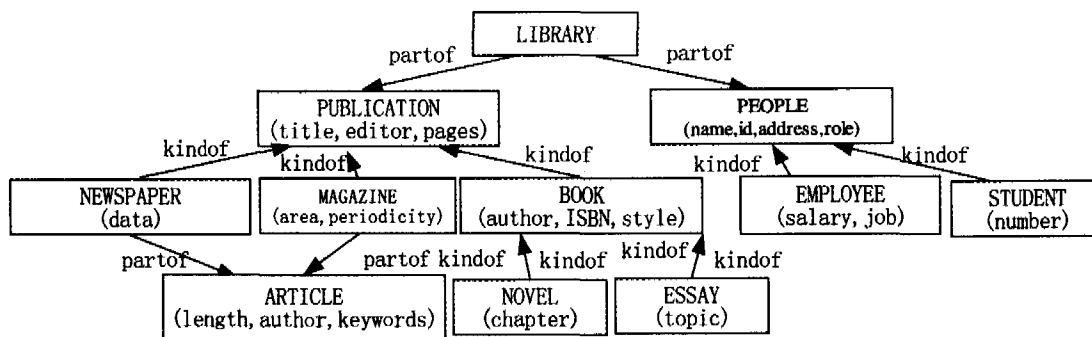 LIBRARY
partof
partof
PUBLICATION
(title, editor, pages)
PEOPLE
(name,id,address,role)
kindof
kindof
kindof
kindof
kindof
NEWSPAPER
(data)
MAGAZINE
(area, periodicity)
BOOK
(author, ISBN, style)
EMPLOYEE
(salary, job)
STUDENT
(number)
partof
partof kindof
kindof
kindof
kindof
ARTICLE
(length, author, keywords)
NOVEL
(chapter)
ESSAY
(topic)